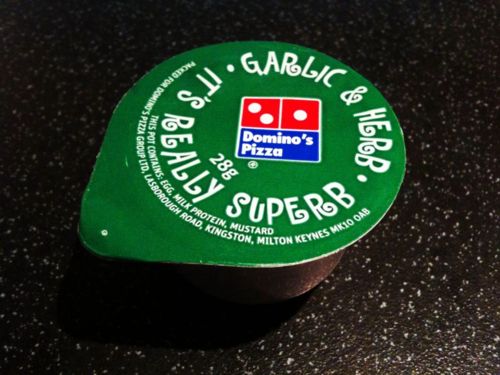 GARLIC & HERB •
IT'S REALLY SUPERB •
Domino's
Pizza
®
28g
THIS POT CONTAINS: EGG, MILK PROTEIN, MUSTARD
PACKED FOR DOMINO'S PIZZA GROUP LTD, LASBOROUGH ROAD, KINGSTON, MILTON KEYNES MK10 0AB